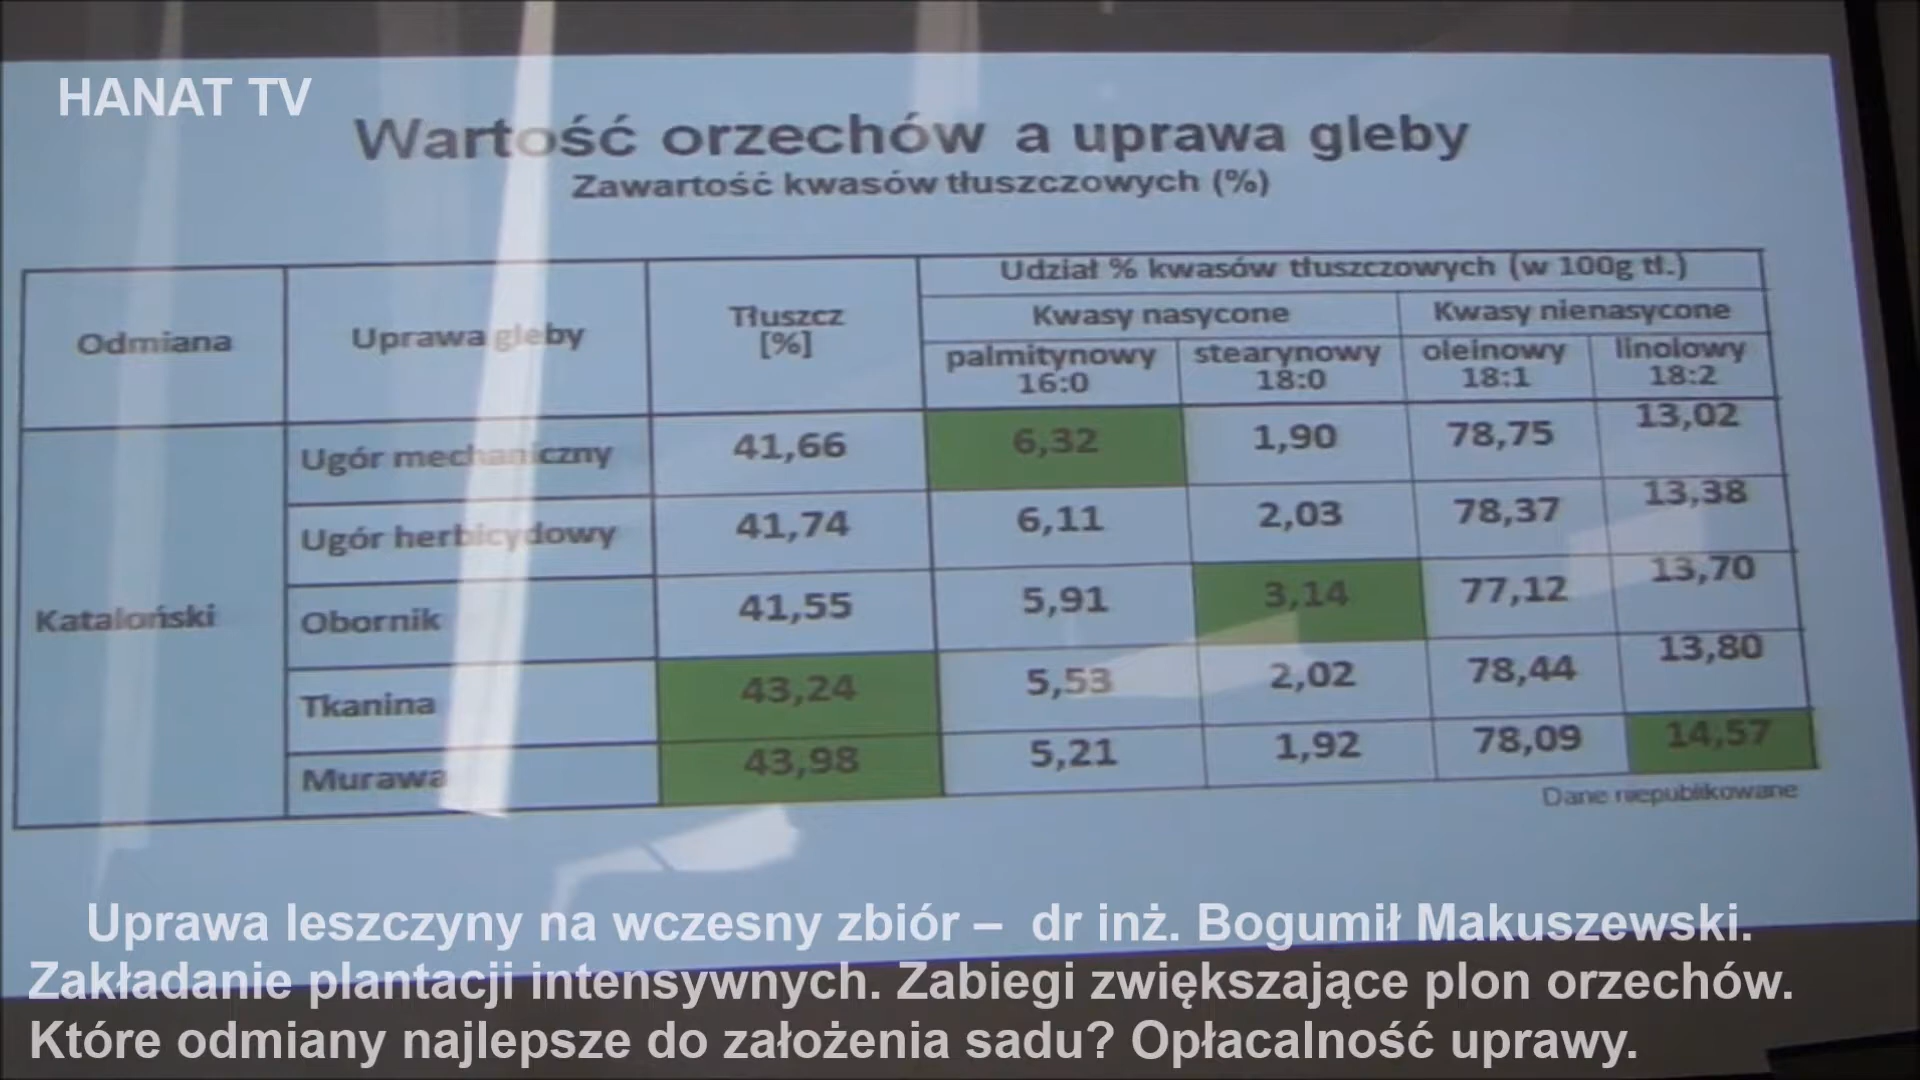 HANAT TV
Wartość orzechów a uprawa gleby
Zawartość kwasów tłuszczowych (%)
Odmiana
Uprawa gleby
Tłuszcz
[%]
Udział % kwasów tłuszczowych (w 100g tł.)
Kwasy nasycone
Kwasy nienasycone
palmitynowy
16:0
stearynowy
18:0
oleinowy
18:1
linolowy
18:2
Kataloński
Ugór mechaniczny 41,66 6,32 1,90 78,75 13,02
Ugór herbicydowy 41,74 6,11 2,03 78,37 13,38
Obornik 41,55 5,91 3,14 77,12 13,70
Tkanina 43,24 5,53 2,02 78,44 13,80
Murawa 43,98 5,21 1,92 78,09 14,57
Dane niepublikowane
Uprawa leszczyny na wczesny zbiór – dr inż. Bogumił Makuszewski.
Zakładanie plantacji intensywnych. Zabiegi zwiększające plon orzechów.
Które odmiany najlepsze do założenia sadu? Opłacalność uprawy.